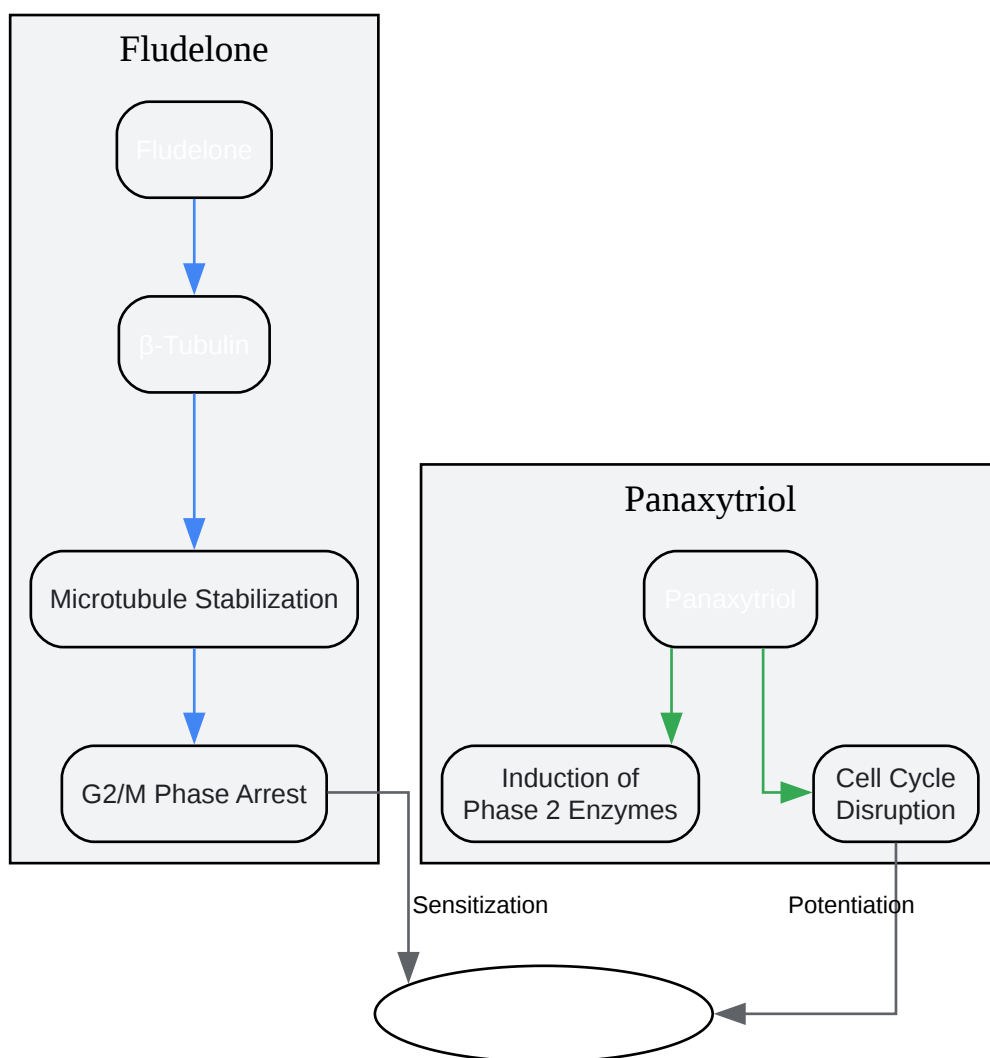 Fludelone
Fludelone
β-Tubulin
Microtubule Stabilization
G2/M Phase Arrest
Panaxytriol
Panaxytriol
Induction of
Phase 2 Enzymes
Cell Cycle
Disruption
Sensitization
Potentiation